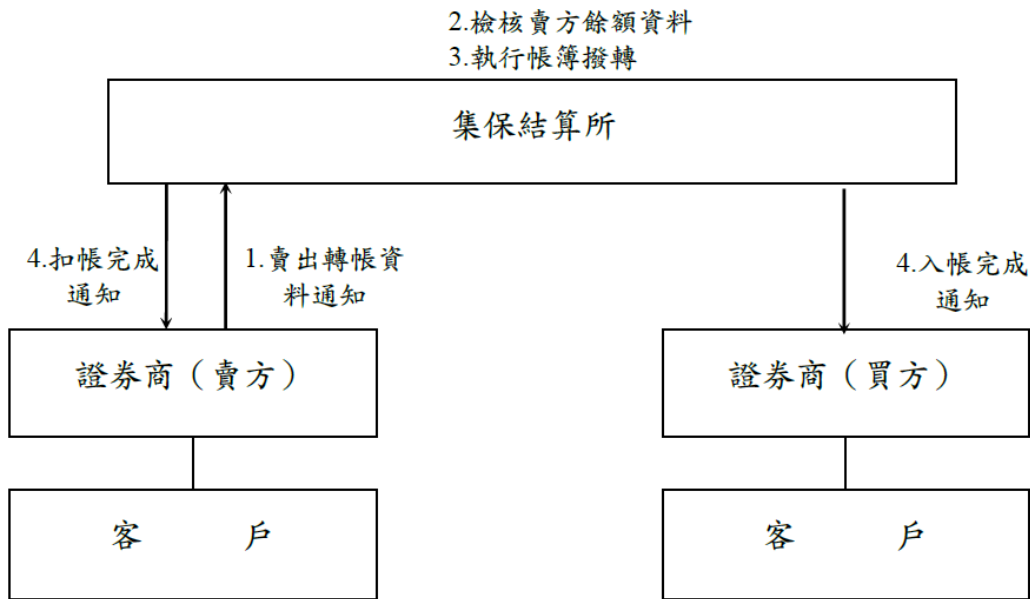 2.檢核賣方餘額資料
3.執行帳簿撥轉
集保結算所
4.扣帳完成
通知
1.賣出轉帳資
料通知
4.入帳完成
通知
證券商（賣方）
證券商（買方）
客 戶
客 戶